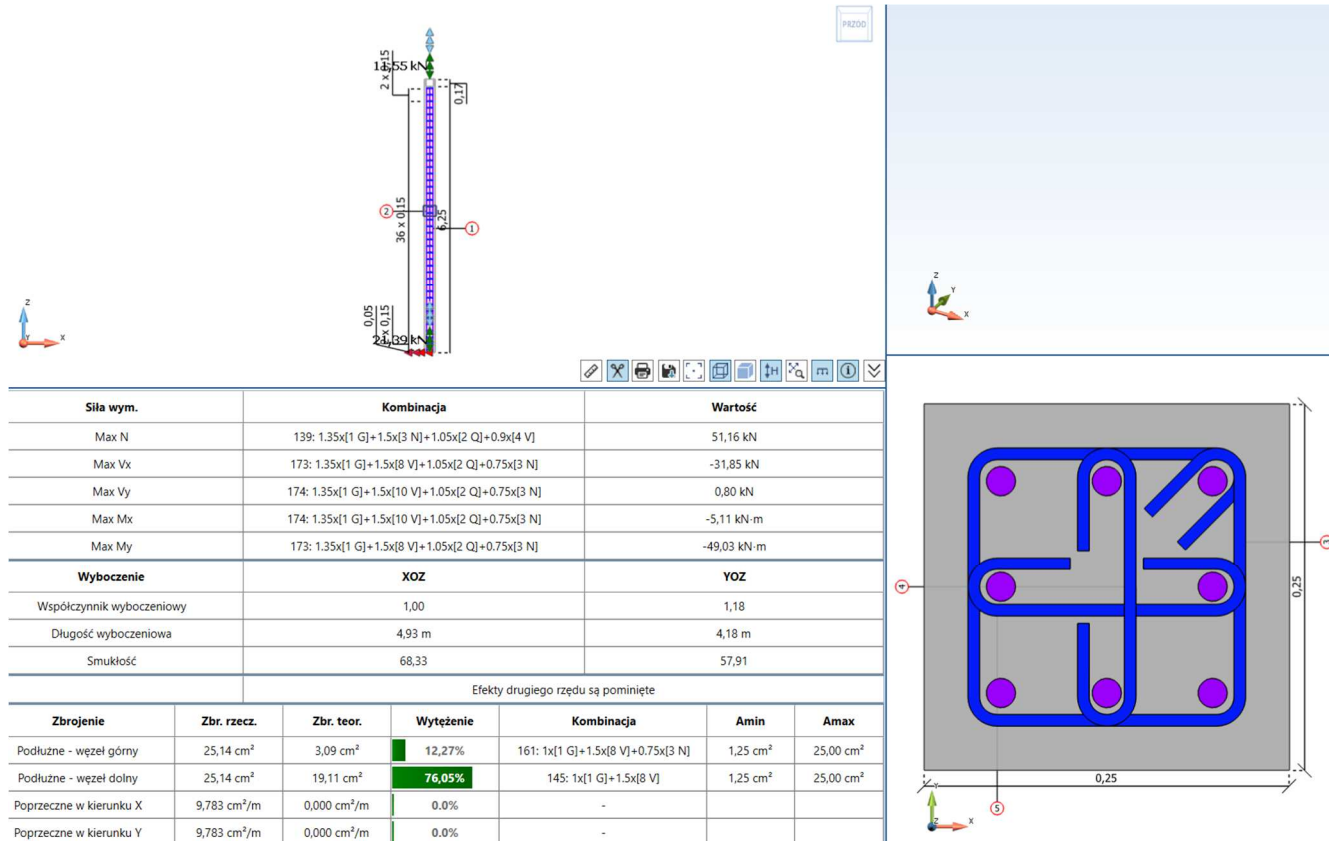 PRZOD
11,55 kN
2 x 0,15
0,17
2
36 x 0,15
6,25
1
0,05
21,39 kN
Z
Y
X
Z
Y
X
Siła wym. Kombinacja Wartość
Max N 139: 1.35x[1 G]+1.5x[3 N]+1.05x[2 Q]+0.9x[4 V] 51,16 kN
Max Vx 173: 1.35x[1 G]+1.5x[8 V]+1.05x[2 Q]+0.75x[3 N] -31,85 kN
Max Vy 174: 1.35x[1 G]+1.5x[10 V]+1.05x[2 Q]+0.75x[3 N] 0,80 kN
Max Mx 174: 1.35x[1 G]+1.5x[10 V]+1.05x[2 Q]+0.75x[3 N] -5,11 kN·m
Max My 173: 1.35x[1 G]+1.5x[8 V]+1.05x[2 Q]+0.75x[3 N] -49,03 kN·m
Wyboczenie XOZ YOZ
Współczynnik wyboczeniowy 1,00 1,18
Długość wyboczeniowa 4,93 m 4,18 m
Smukłość 68,33 57,91
Efekty drugiego rzędu są pominięte
Zbrojenie Zbr. rzecz. Zbr. teor. Wytężenie Kombinacja Amin Amax
Podłużne - węzeł górny 25,14 cm² 3,09 cm² 12,27% 161: 1x[1 G]+1.5x[8 V]+0.75x[3 N] 1,25 cm² 25,00 cm²
Podłużne - węzeł dolny 25,14 cm² 19,11 cm² 76,05% 145: 1x[1 G]+1.5x[8 V] 1,25 cm² 25,00 cm²
Poprzeczne w kierunku X 9,783 cm²/m 0,000 cm²/m 0.0% -
Poprzeczne w kierunku Y 9,783 cm²/m 0,000 cm²/m 0.0% -
3
4
0,25
0,25
5
Y
Z
X